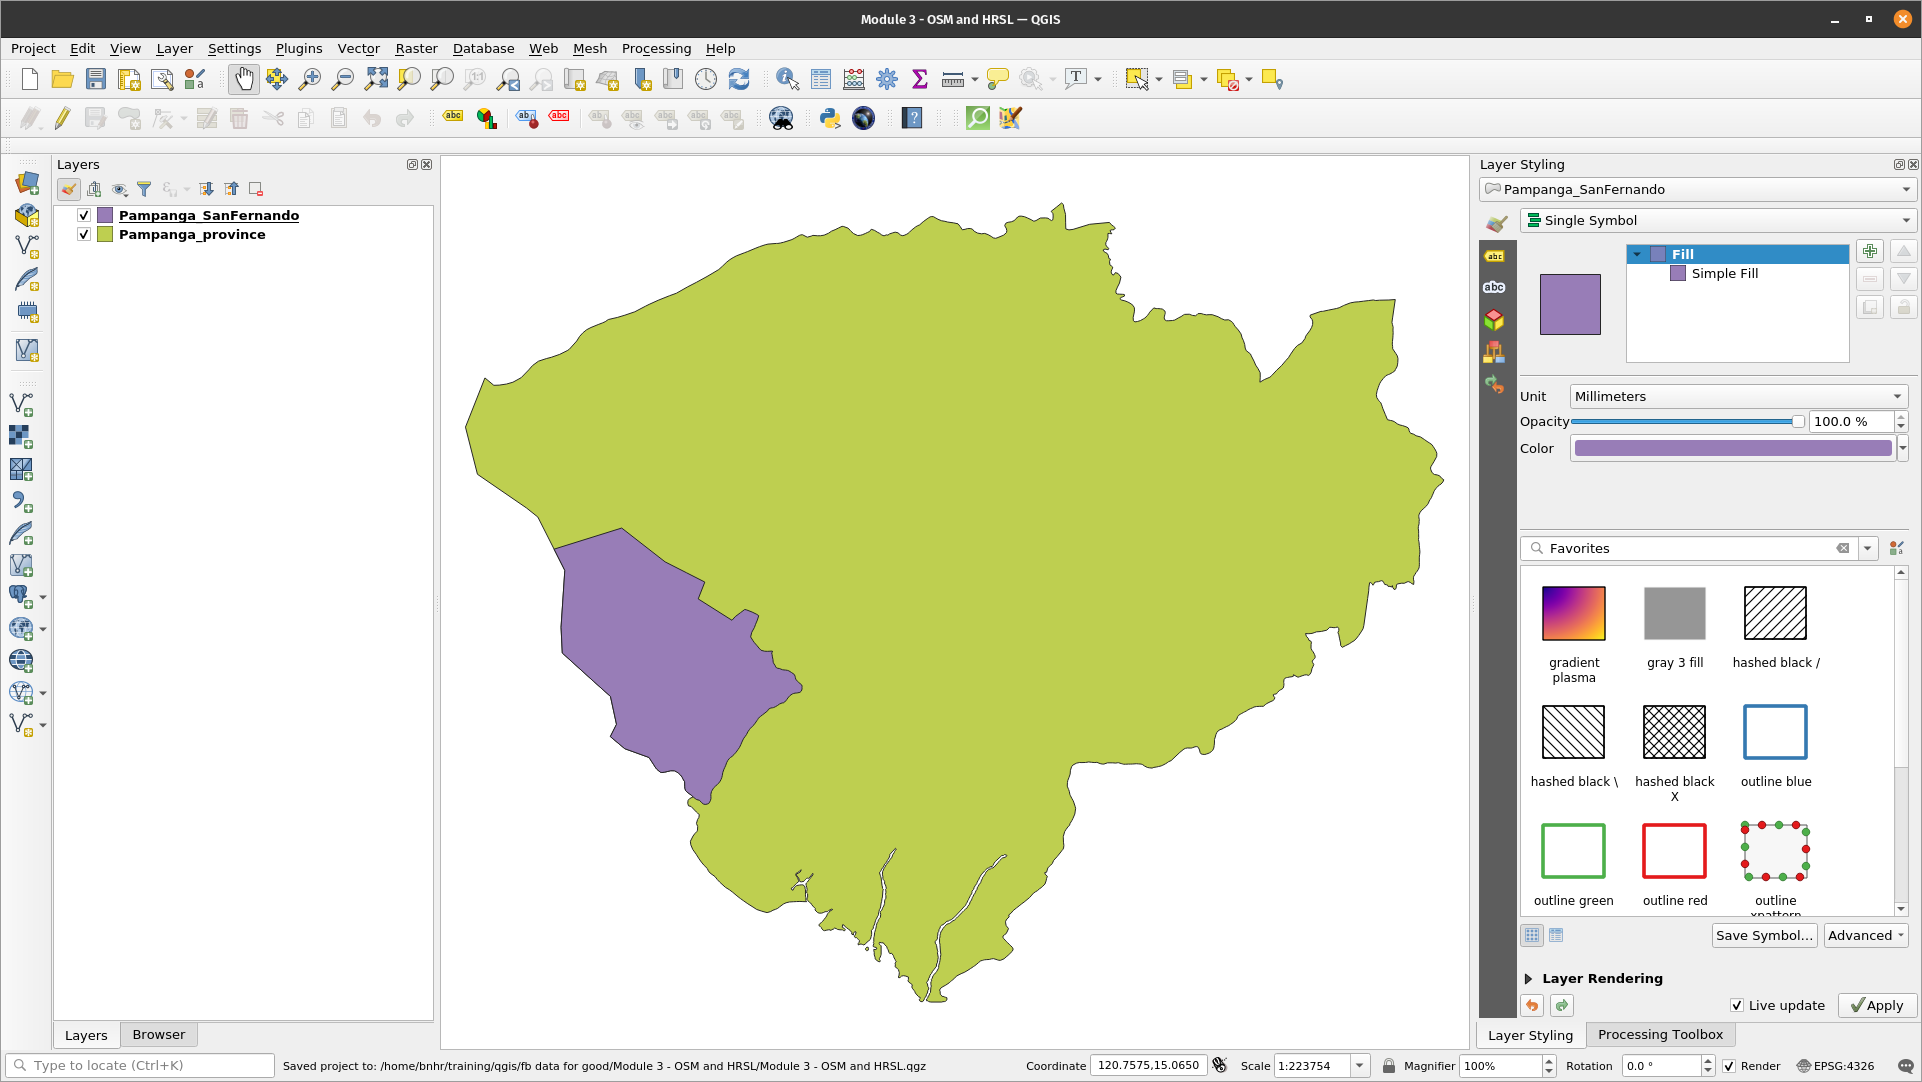 Module 3 - OSM and HRSL — QGIS
Project Edit View Layer Settings Plugins Vector Raster Database Web Mesh Processing Help
Layers
Pampanga_SanFernando
Pampanga_province
Layers Browser
Layer Styling
Pampanga_SanFernando
Single Symbol
Fill
Simple Fill
Unit Millimeters
Opacity 100.0 %
Color
Favorites
gradient plasma
gray 3 fill
hashed black /
hashed black \
hashed black X
outline blue
outline green
outline red
outline
Save Symbol... Advanced
Layer Rendering
Live update Apply
Layer Styling Processing Toolbox
Type to locate (Ctrl+K) Saved project to: /home/bnhr/training/qgis/fb data for good/Module 3 - OSM and HRSL/Module 3 - OSM and HRSL.qgz Coordinate 120.7575,15.0650 Scale 1:223754 Magnifier 100% Rotation 0.0 ° Render EPSG:4326